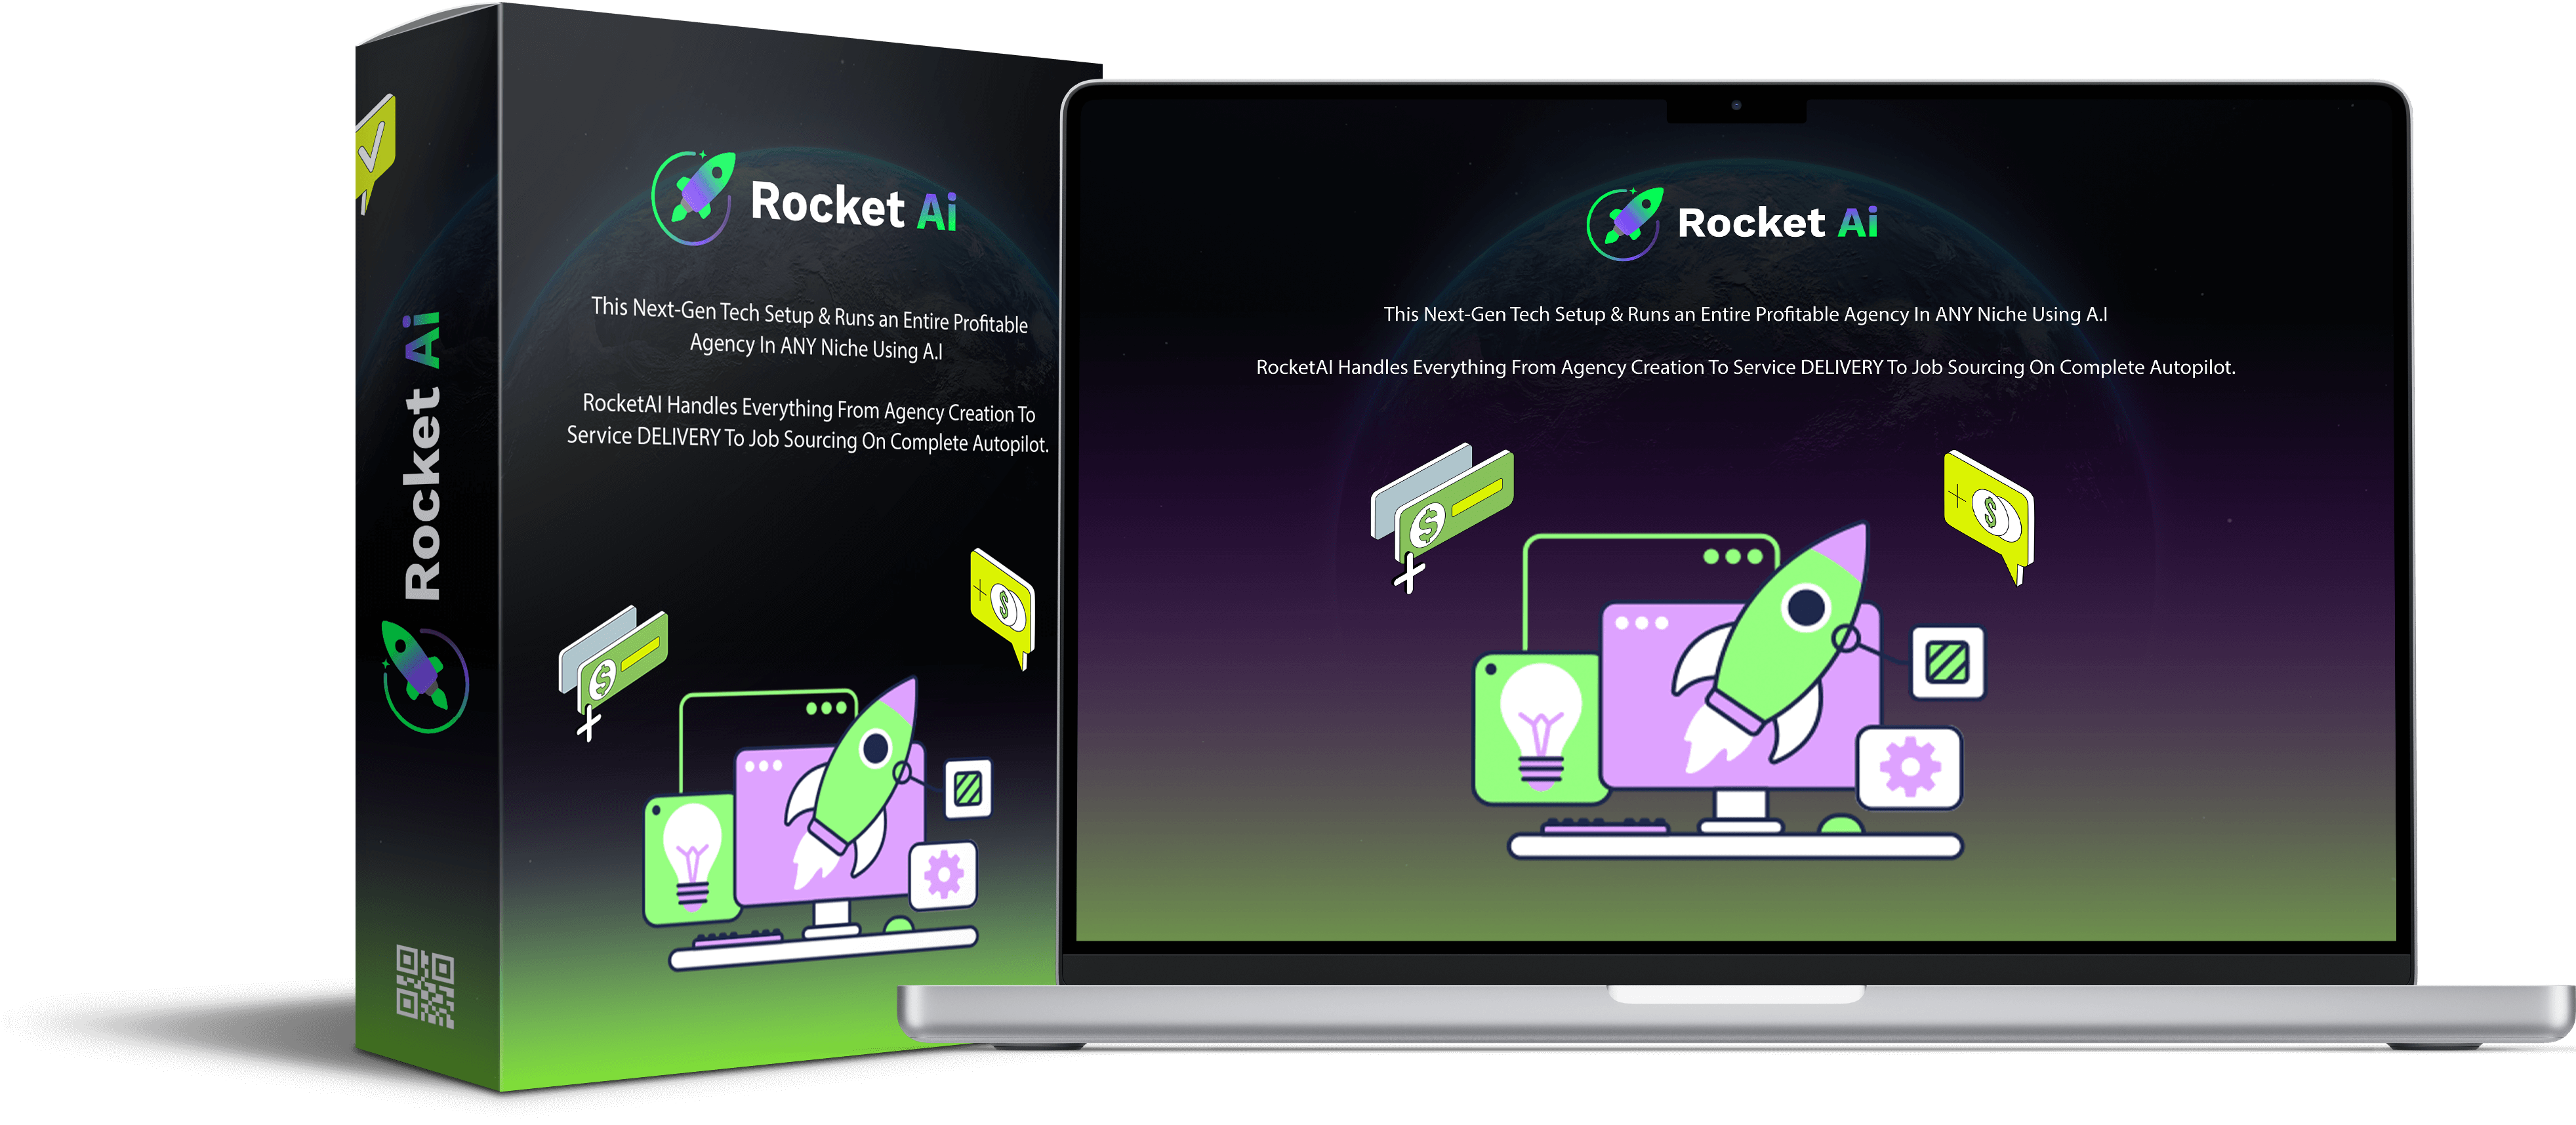 Rocket Ai
Rocket Ai
This Next-Gen Tech Setup & Runs an Entire Profitable
Agency In ANY Niche Using A.I
RocketAI Handles Everything From Agency Creation To
Service DELIVERY To Job Sourcing On Complete Autopilot.
$
$
Rocket Ai
This Next-Gen Tech Setup & Runs an Entire Profitable Agency In ANY Niche Using A.I
RocketAI Handles Everything From Agency Creation To Service DELIVERY To Job Sourcing On Complete Autopilot.
$
$